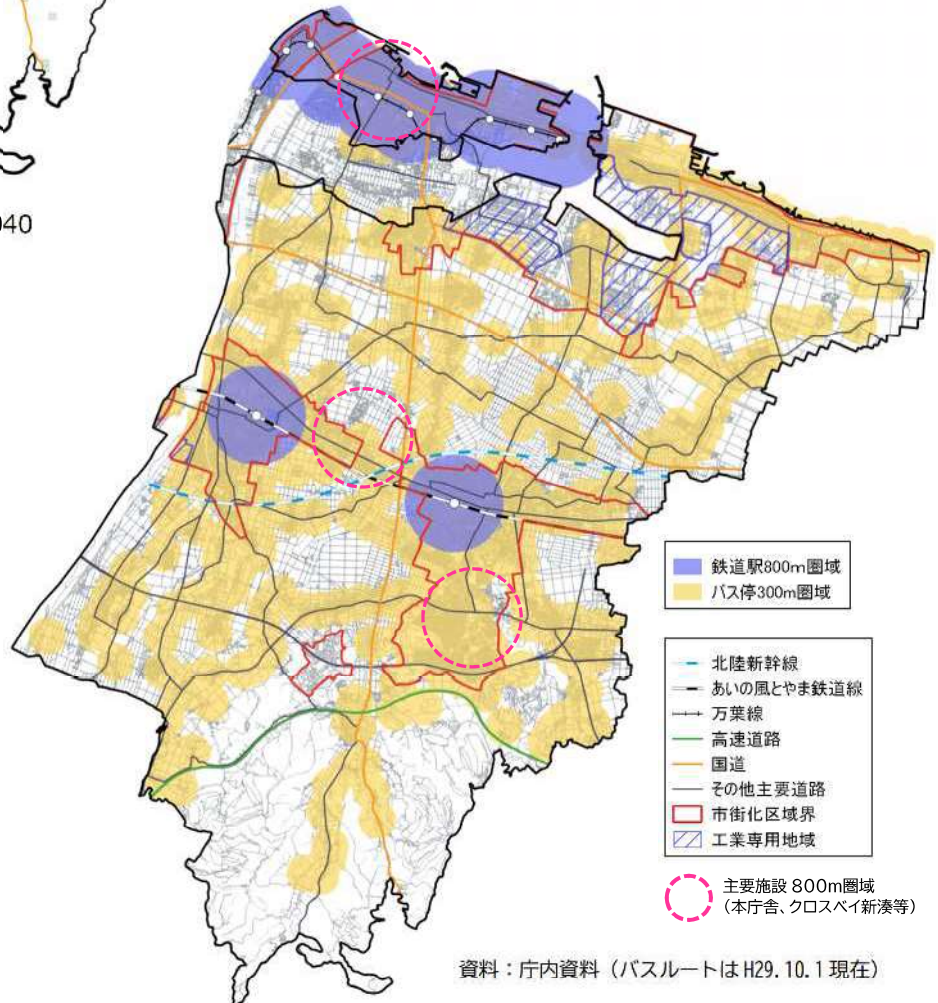 040
鉄道駅800m圏域
バス停300m圏域
北陸新幹線
あいの風とやま鉄道線
万葉線
高速道路
国道
その他主要道路
市街化区域界
工業専用地域
主要施設 800m圏域
（本庁舎、クロスベイ新湊等）
資料：庁内資料（バスルートはH29.10.1現在）